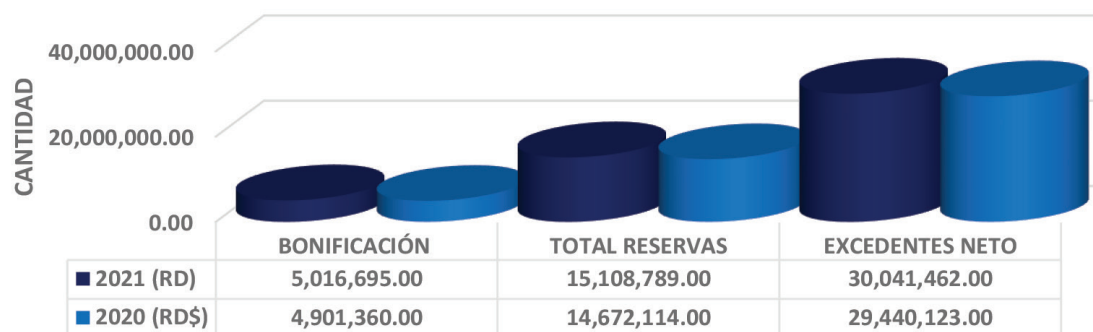 CANTIDAD
40,000,000.00
20,000,000.00
0.00
BONIFICACIÓN TOTAL RESERVAS EXCEDENTES NETO
2021 (RD) 5,016,695.00 15,108,789.00 30,041,462.00
2020 (RD$) 4,901,360.00 14,672,114.00 29,440,123.00